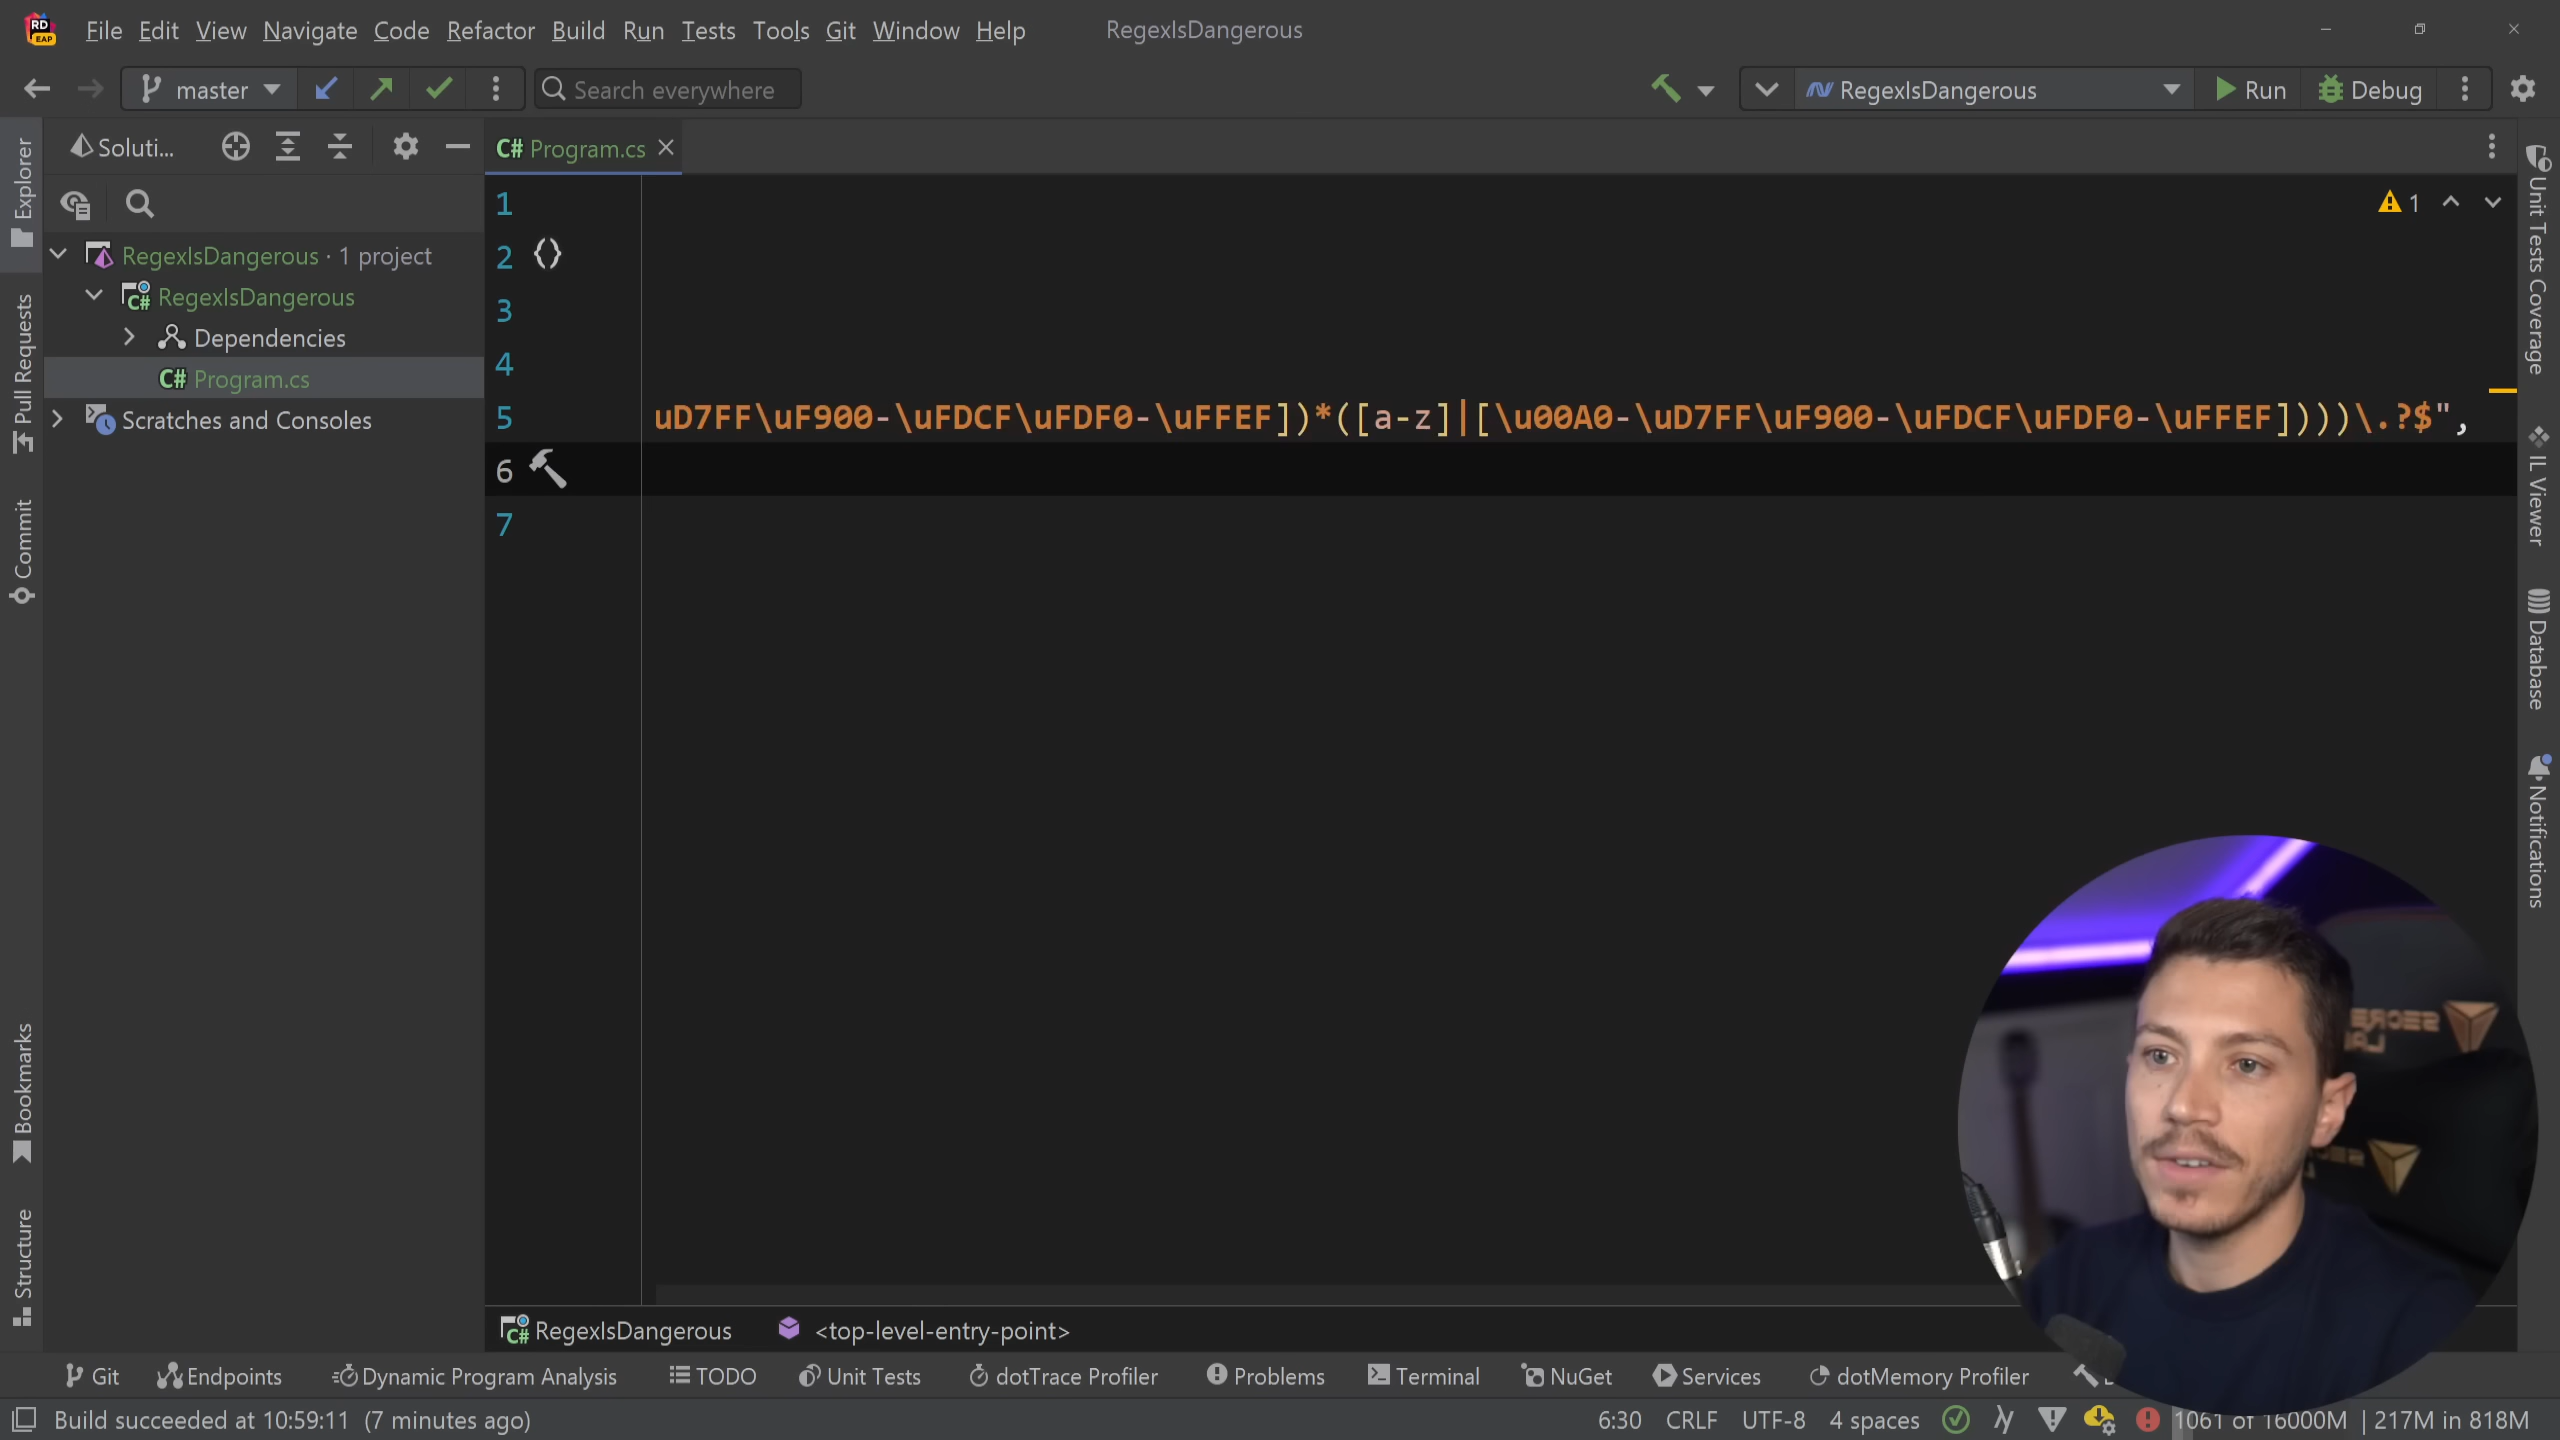 RD
EAP
File Edit View Navigate Code Refactor Build Run Tests Tools Git Window Help
RegexIsDangerous
master
Search everywhere
RegexIsDangerous
Run
Debug
Explorer
Pull Requests
Commit
Bookmarks
Structure
Soluti...
RegexIsDangerous · 1 project
C# RegexIsDangerous
Dependencies
C# Program.cs
Scratches and Consoles
C# Program.cs
1
1
2 {}
3
4
5 uD7FF\uF900-\uFDCF\uFDF0-\uFFEF])*([a-z]|[\u00A0-\uD7FF\uF900-\uFDCF\uFDF0-\uFFEF])))\.?$",
6
7
Unit Tests Coverage
IL Viewer
Database
Notifications
C# RegexIsDangerous <top-level-entry-point>
Git Endpoints Dynamic Program Analysis TODO Unit Tests dotTrace Profiler Problems Terminal NuGet Services dotMemory Profiler
Build succeeded at 10:59:11 (7 minutes ago)
6:30 CRLF UTF-8 4 spaces
1061 of 16000M | 217M in 818M